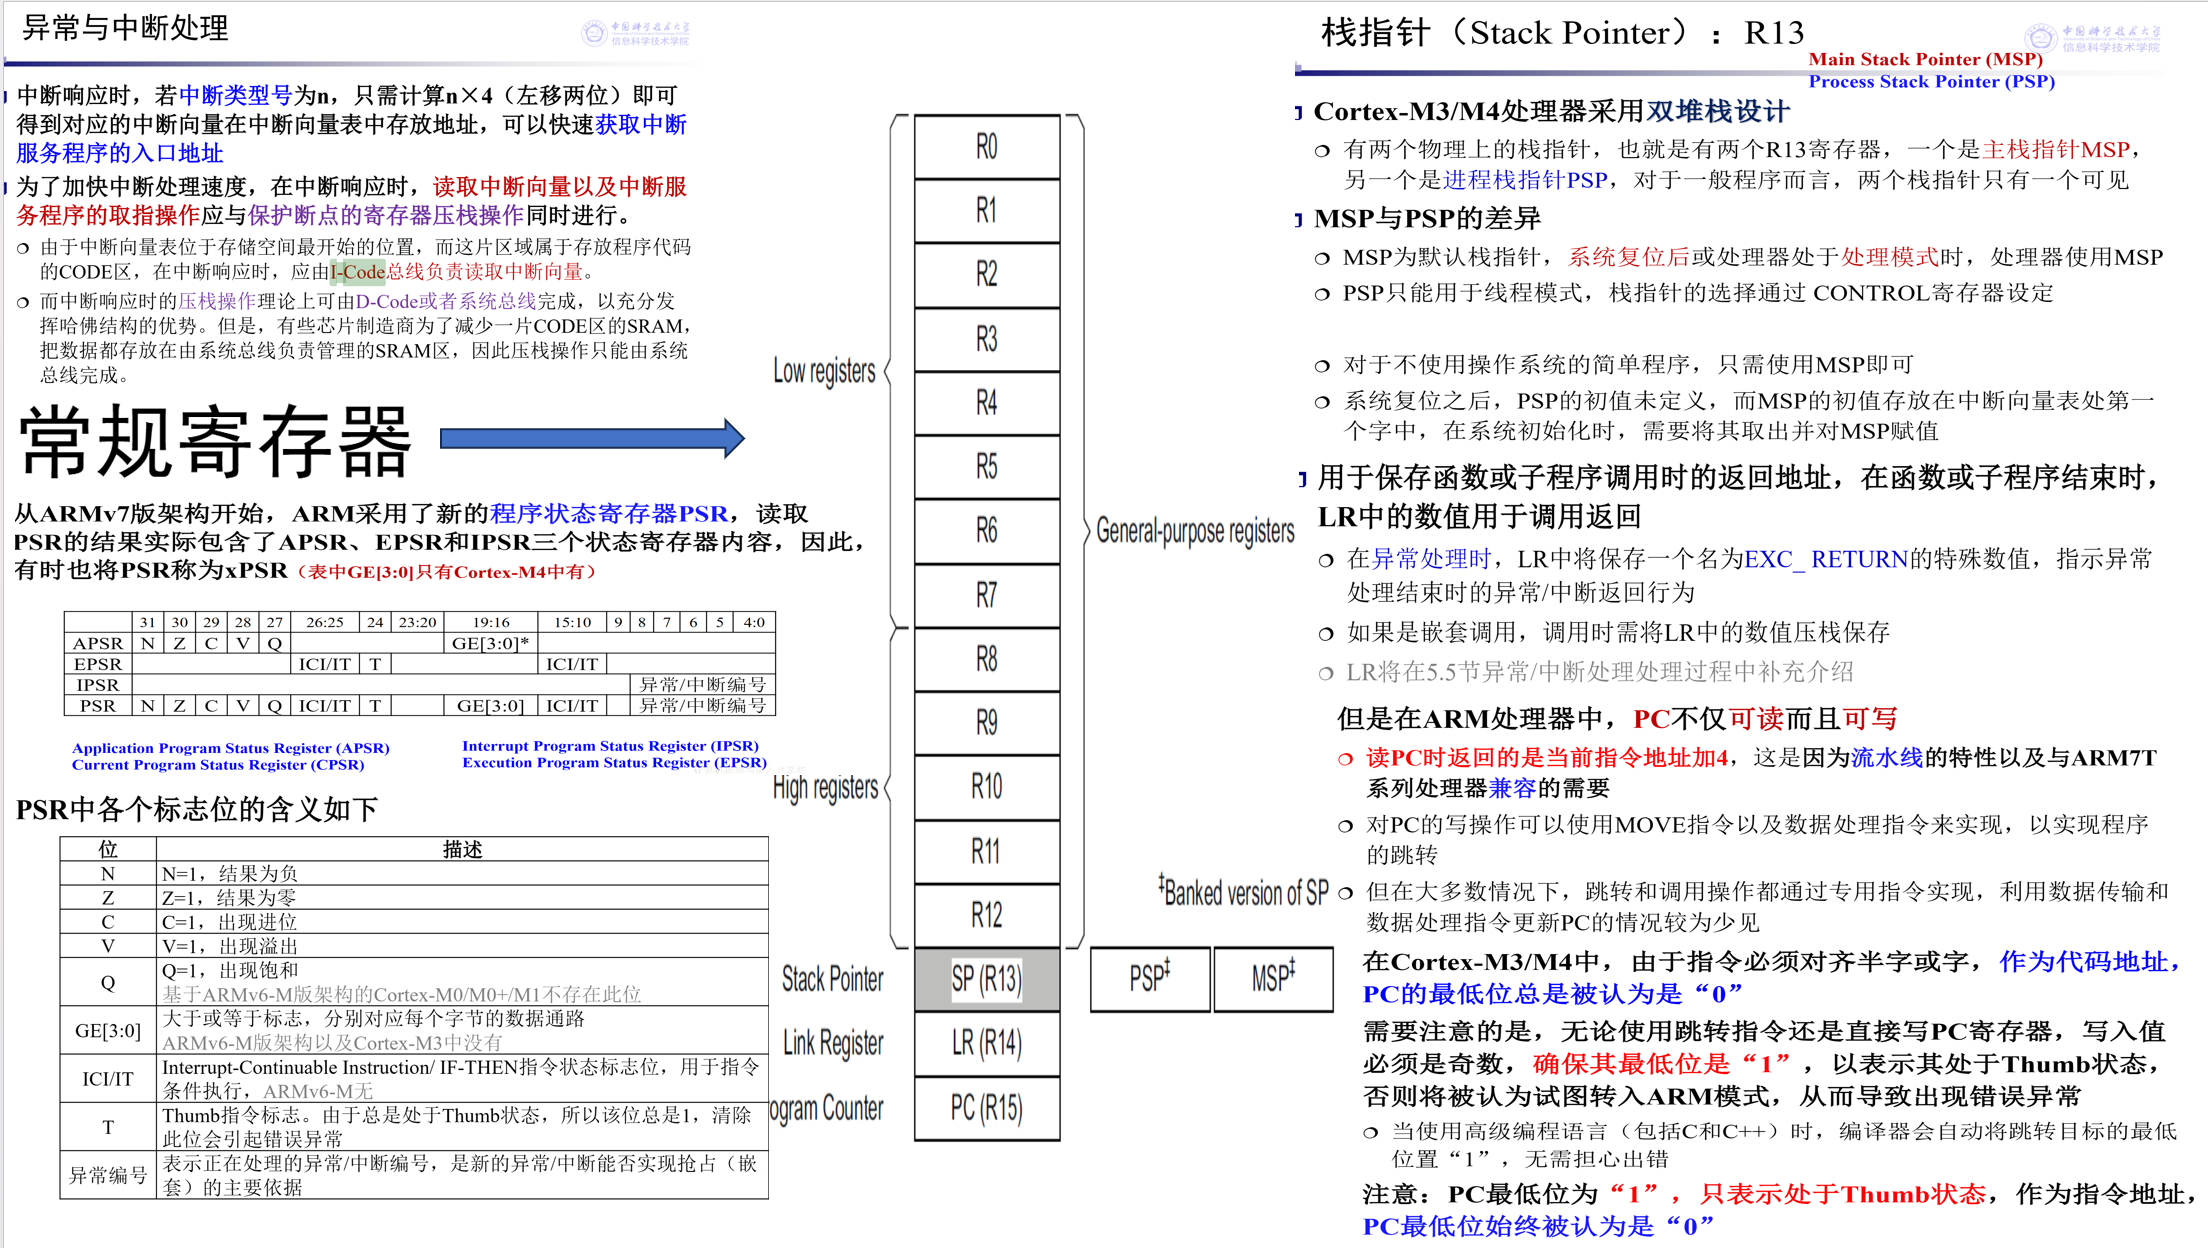 异常与中断处理
中国科学技术大学
信息科学技术学院
中断响应时，若中断类型号为n，只需计算n×4（左移两位）即可
得到对应的中断向量在中断向量表中存放地址，可以快速获取中断
服务程序的入口地址
为了加快中断处理速度，在中断响应时，读取中断向量以及中断服
务程序的取指操作应与保护断点的寄存器压栈操作同时进行。
由于中断向量表位于存储空间最开始的位置，而这片区域属于存放程序代码
的CODE区，在中断响应时，应由I-Code总线负责读取中断向量。
而中断响应时的压栈操作理论上可由D-Code或者系统总线完成，以充分发
挥哈佛结构的优势。但是，有些芯片制造商为了减少一片CODE区的SRAM，
把数据都存放在由系统总线负责管理的SRAM区，因此压栈操作只能由系统
总线完成。
常规寄存器
从ARMv7版架构开始，ARM采用了新的程序状态寄存器PSR，读取
PSR的结果实际包含了APSR、EPSR和IPSR三个状态寄存器内容，因此，
有时也将PSR称为xPSR（表中GE[3:0]只有Cortex-M4中有）
31 30 29 28 27 26:25 24 23:20 19:16 15:10 9 8 7 6 5 4:0
APSR N Z C V Q GE[3:0]*
EPSR ICI/IT T ICI/IT
IPSR 异常/中断编号
PSR N Z C V Q ICI/IT T GE[3:0] ICI/IT 异常/中断编号
Application Program Status Register (APSR)
Current Program Status Register (CPSR)
Interrupt Program Status Register (IPSR)
Execution Program Status Register (EPSR)
PSR中各个标志位的含义如下
位 描述
N N=1，结果为负
Z Z=1，结果为零
C C=1，出现进位
V V=1，出现溢出
Q Q=1，出现饱和
基于ARMv6-M版架构的Cortex-M0/M0+/M1不存在此位
GE[3:0] 大于或等于标志，分别对应每个字节的数据通路
ARMv6-M版架构以及Cortex-M3中没有
ICI/IT Interrupt-Continuable Instruction/ IF-THEN指令状态标志位，用于指令
条件执行，ARMv6-M无
T Thumb指令标志。由于总是处于Thumb状态，所以该位总是1，清除
此位会引起错误异常
异常编号 表示正在处理的异常/中断编号，是新的异常/中断能否实现抢占（嵌
套）的主要依据
R0
R1
R2
R3
Low registers
R4
R5
R6
General-purpose registers
R7
R8
R9
R10
High registers
R11
R12
‡Banked version of SP
Stack Pointer SP (R13) PSP‡ MSP‡
Link Register LR (R14)
ogram Counter PC (R15)
栈指针（Stack Pointer）：R13
中国科学技术大学
信息科学技术学院
Main Stack Pointer (MSP)
Process Stack Pointer (PSP)
Cortex-M3/M4处理器采用双堆栈设计
有两个物理上的栈指针，也就是有两个R13寄存器，一个是主栈指针MSP，
另一个是进程栈指针PSP，对于一般程序而言，两个栈指针只有一个可见
MSP与PSP的差异
MSP为默认栈指针，系统复位后或处理器处于处理模式时，处理器使用MSP
PSP只能用于线程模式，栈指针的选择通过 CONTROL寄存器设定
对于不使用操作系统的简单程序，只需使用MSP即可
系统复位之后，PSP的初值未定义，而MSP的初值存放在中断向量表处第一
个字中，在系统初始化时，需要将其取出并对MSP赋值
用于保存函数或子程序调用时的返回地址，在函数或子程序结束时，
LR中的数值用于调用返回
在异常处理时，LR中将保存一个名为EXC_ RETURN的特殊数值，指示异常
处理结束时的异常/中断返回行为
如果是嵌套调用，调用时需将LR中的数值压栈保存
LR将在5.5节异常/中断处理处理过程中补充介绍
但是在ARM处理器中，PC不仅可读而且可写
读PC时返回的是当前指令地址加4，这是因为流水线的特性以及与ARM7T
系列处理器兼容的需要
对PC的写操作可以使用MOVE指令以及数据处理指令来实现，以实现程序
的跳转
但在大多数情况下，跳转和调用操作都通过专用指令实现，利用数据传输和
数据处理指令更新PC的情况较为少见
在Cortex-M3/M4中，由于指令必须对齐半字或字，作为代码地址，
PC的最低位总是被认为是“0”
需要注意的是，无论使用跳转指令还是直接写PC寄存器，写入值
必须是奇数，确保其最低位是“1”，以表示其处于Thumb状态，
否则将被认为试图转入ARM模式，从而导致出现错误异常
当使用高级编程语言（包括C和C++）时，编译器会自动将跳转目标的最低
位置“1”，无需担心出错
注意：PC最低位为“1”，只表示处于Thumb状态，作为指令地址，
PC最低位始终被认为是“0”